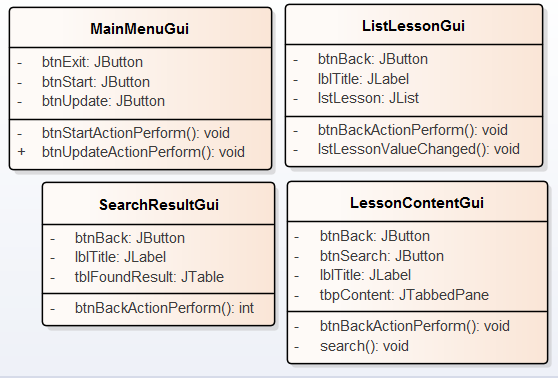 MainMenuGui
- btnExit: JButton
- btnStart: JButton
- btnUpdate: JButton
- btnStartActionPerform(): void
+ btnUpdateActionPerform(): void
ListLessonGui
- btnBack: JButton
- lblTitle: JLabel
- lstLesson: JList
- btnBackActionPerform(): void
- lstLessonValueChanged(): void
SearchResultGui
- btnBack: JButton
- lblTitle: JLabel
- tblFoundResult: JTable
- btnBackActionPerform(): int
LessonContentGui
- btnBack: JButton
- btnSearch: JButton
- lblTitle: JLabel
- tbpContent: JTabbedPane
- btnBackActionPerform(): void
- search(): void